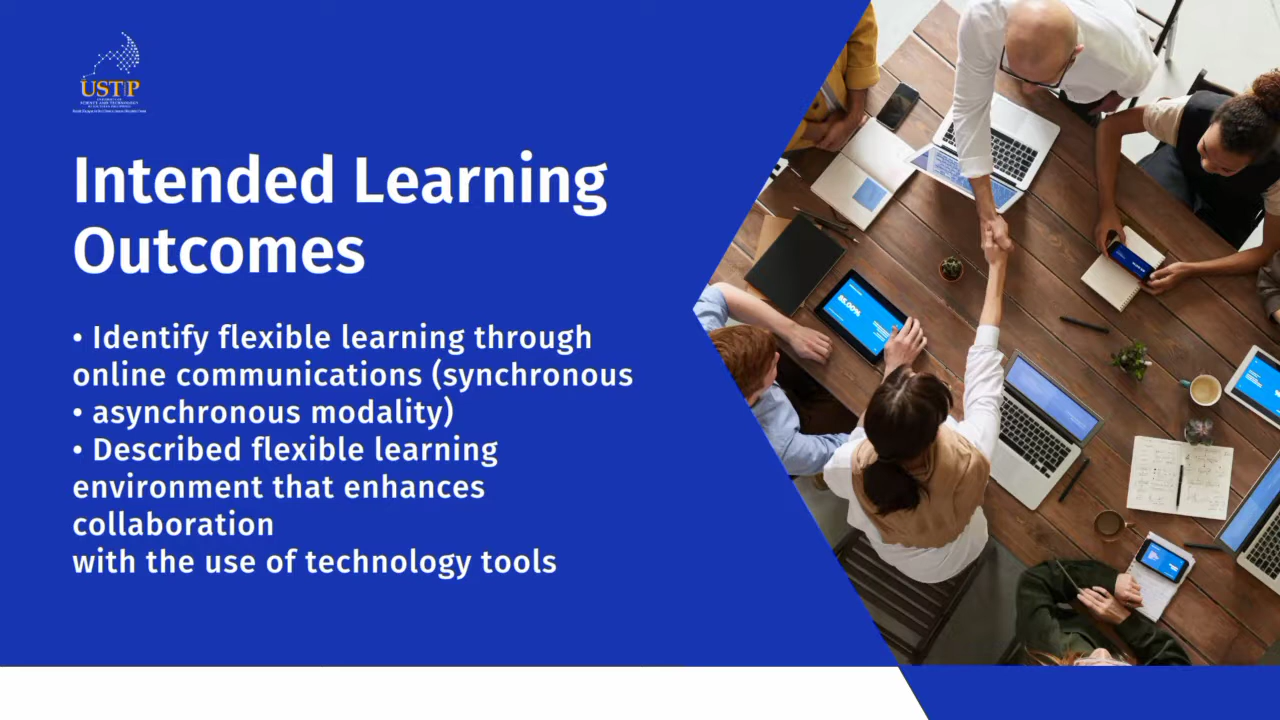 USTP
Intended Learning
Outcomes
• Identify flexible learning through
online communications (synchronous
• asynchronous modality)
• Described flexible learning
environment that enhances
collaboration
with the use of technology tools